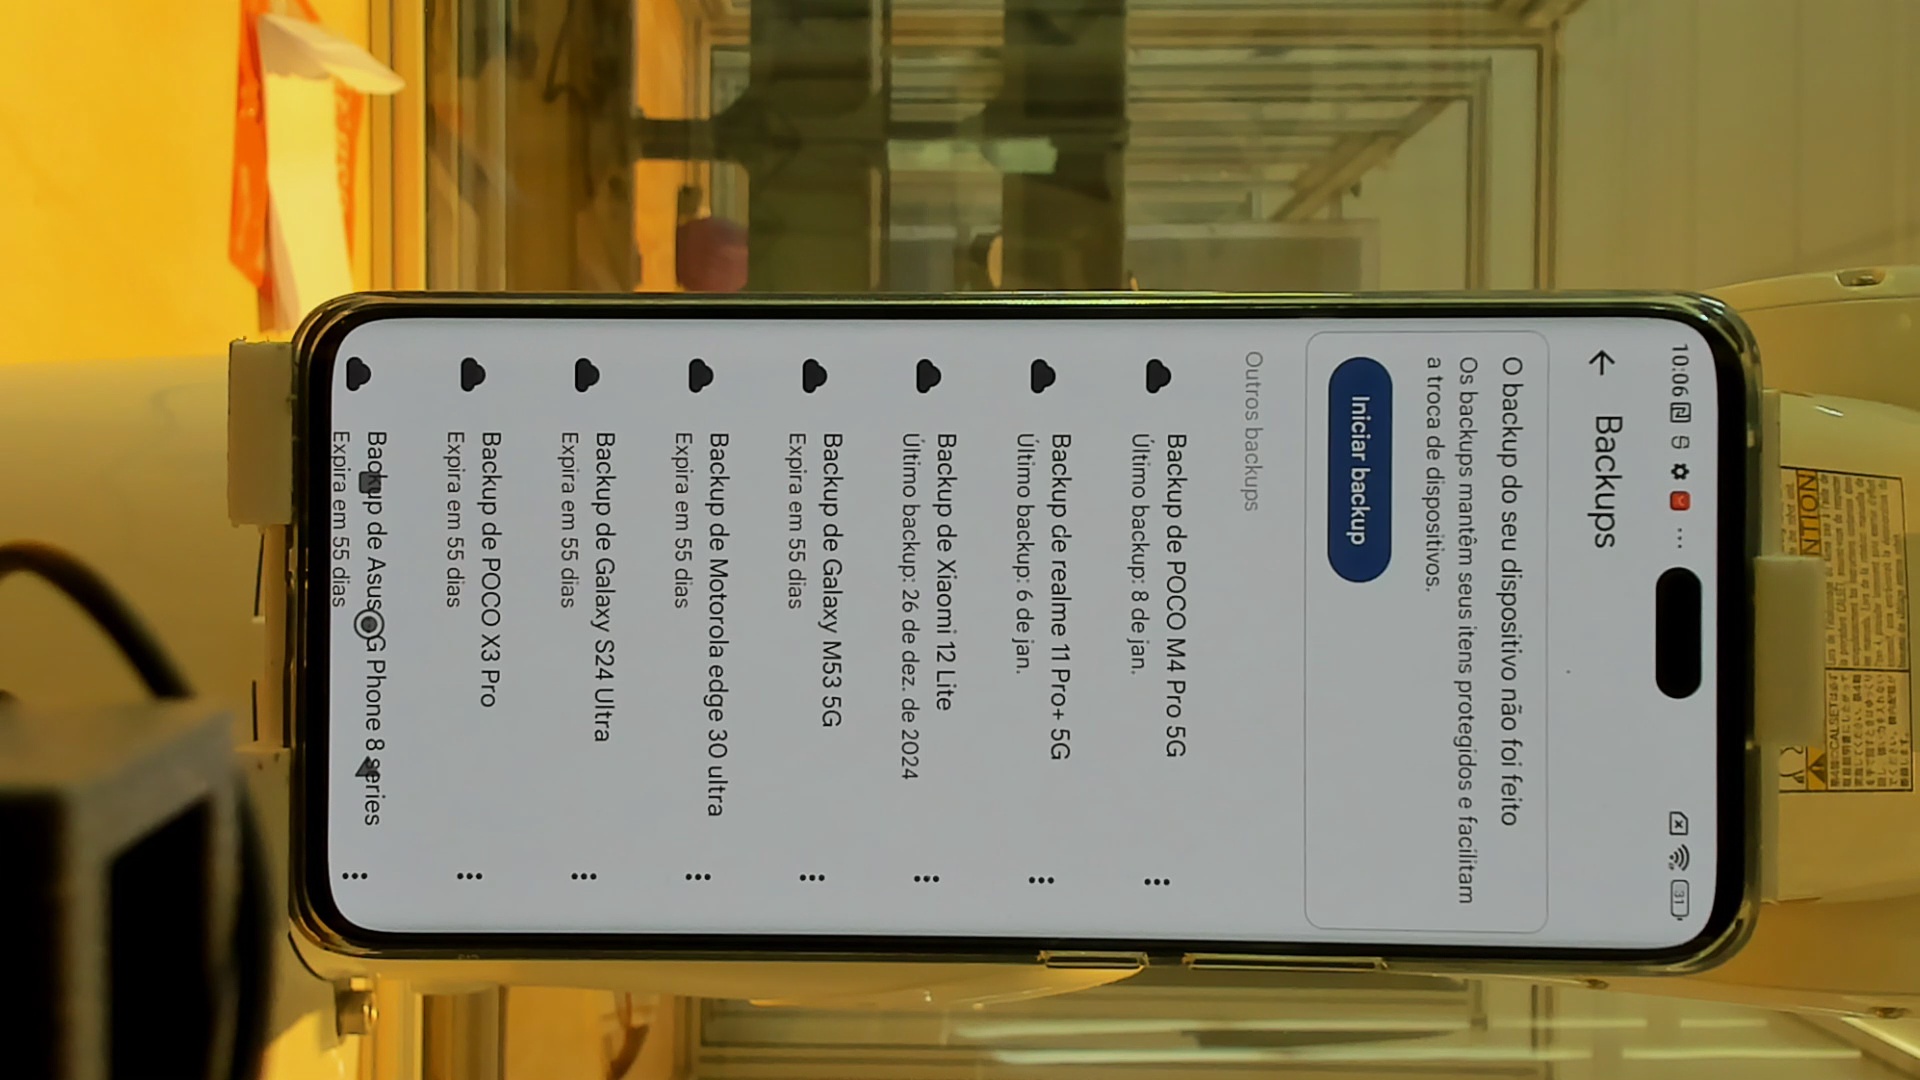 10:06
31
Backups
O backup do seu dispositivo não foi feito
Os backups mantêm seus itens protegidos e facilitam
a troca de dispositivos.
Iniciar backup
Outros backups
Backup de POCO M4 Pro 5G
Último backup: 8 de jan.
Backup de realme 11 Pro+ 5G
Último backup: 6 de jan.
Backup de Xiaomi 12 Lite
Último backup: 26 de dez. de 2024
Backup de Galaxy M53 5G
Expira em 55 dias
Backup de Motorola edge 30 ultra
Expira em 55 dias
Backup de Galaxy S24 Ultra
Expira em 55 dias
Backup de POCO X3 Pro
Expira em 55 dias
Backup de Asus G Phone 8 series
Expira em 55 dias